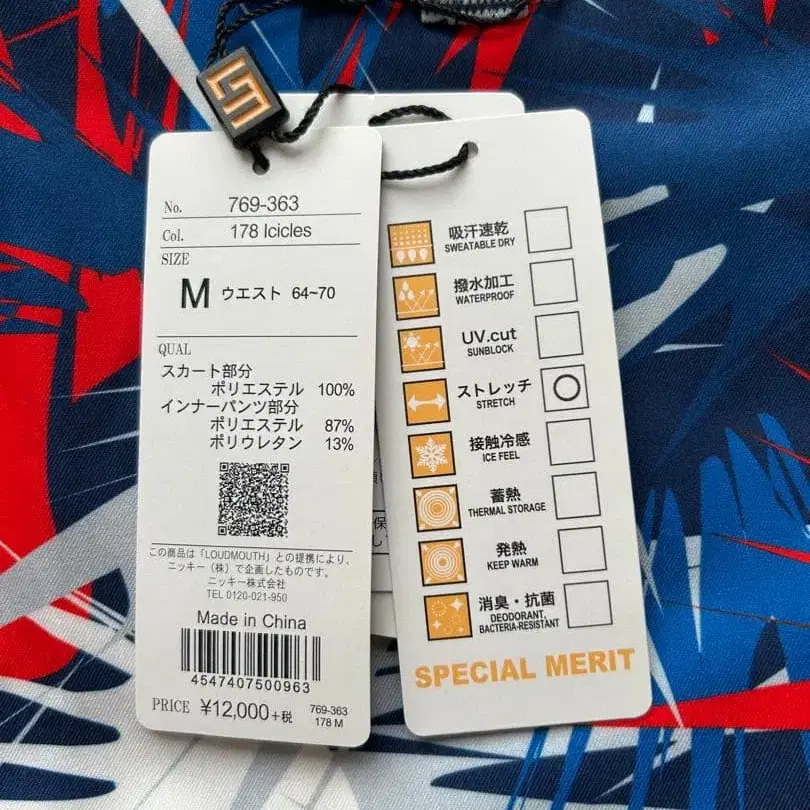 No. 769-363
Col. 178 Icicles
SIZE
M ウエスト 64~70
QUAL
スカート部分
ポリエステル 100%
インナーパンツ部分
ポリエステル 87%
ポリウレタン 13%
この商品は「LOUDMOUTH」との提携により、
ニッキー(株)で企画したものです。
ニッキー株式会社
TEL 0120-021-950
Made in China
4547407500963
PRICE ¥12,000+税
769-363
178 M
吸汗速乾
SWEATABLE DRY
撥水加工
WATERPROOF
UV.cut
SUNBLOCK
ストレッチ
STRETCH
接触冷感
ICE FEEL
蓄熱
THERMAL STORAGE
発熱
KEEP WARM
消臭・抗菌
DEODORANT,
BACTERIA-RESISTANT
SPECIAL MERIT